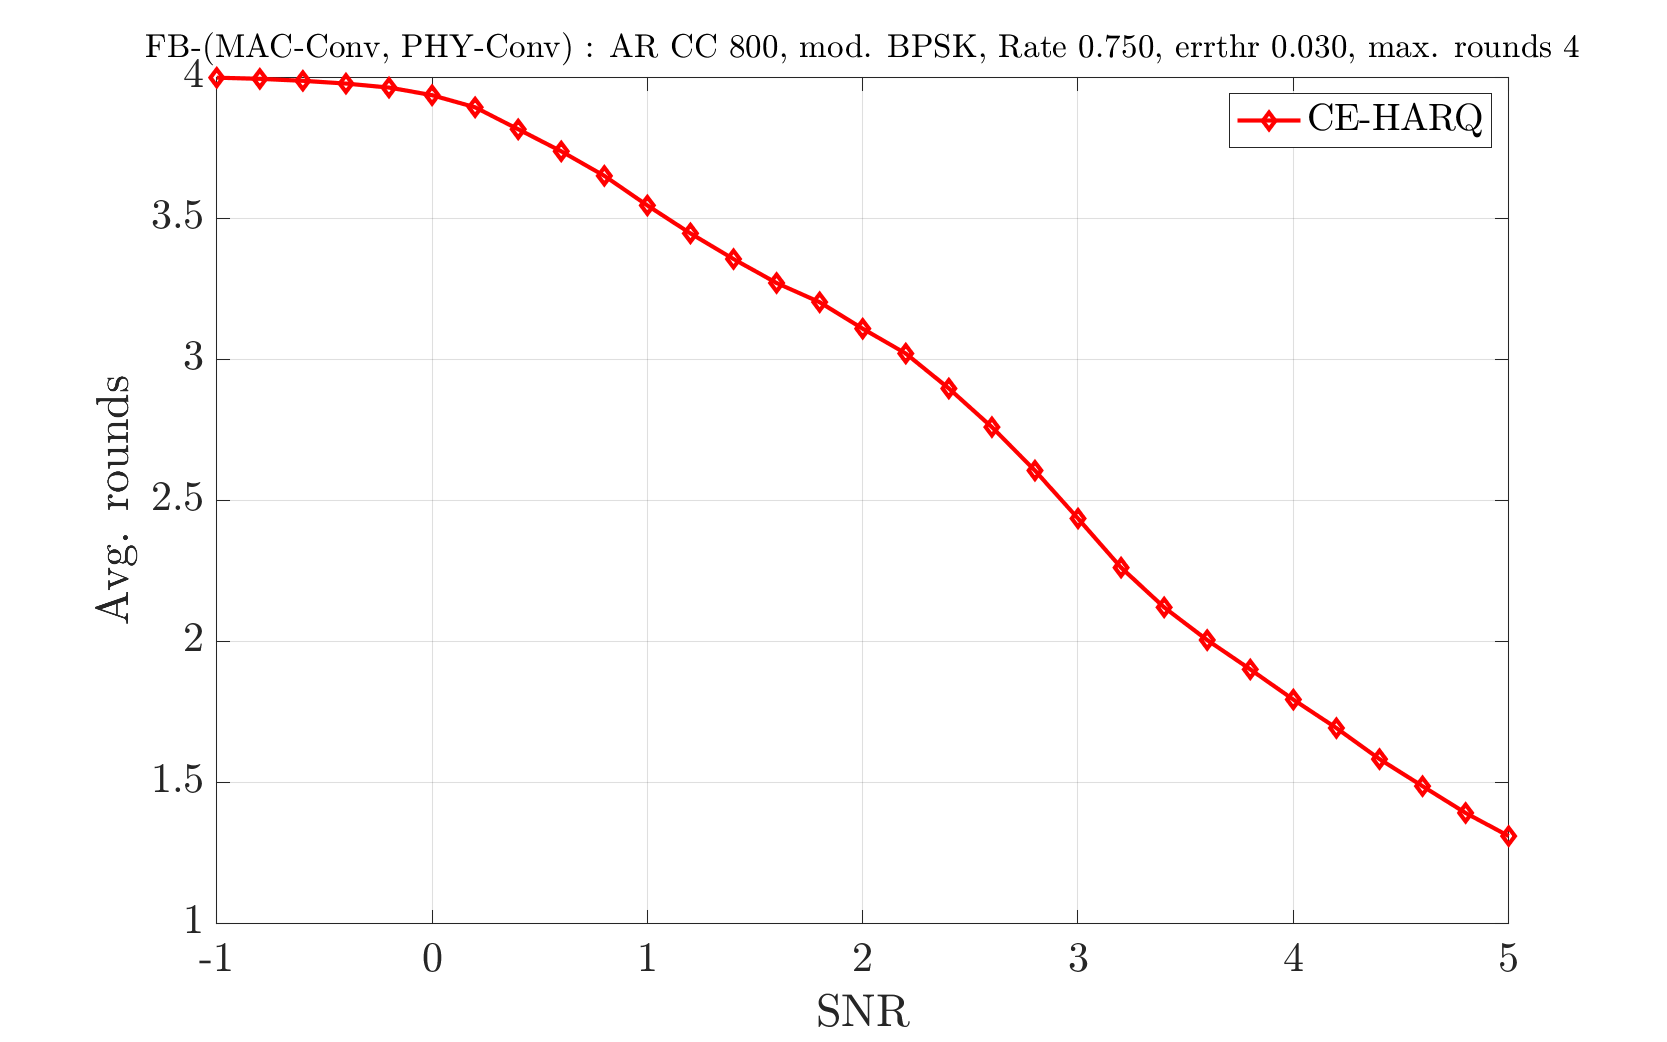 FB-(MAC-Conv, PHY-Conv) : AR CC 800, mod. BPSK, Rate 0.750, errthr 0.030, max. rounds 4
CE-HARQ
Avg. rounds
4
3.5
3
2.5
2
1.5
1
-1 0 1 2 3 4 5
SNR